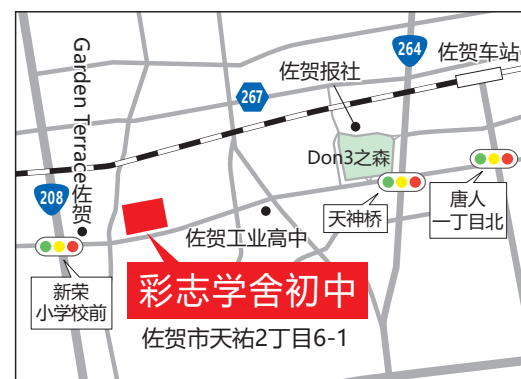 264
佐贺车站
佐贺报社
267
Garden Terrace佐贺
Don3之森
208
天神桥
唐人
一丁目北
佐贺工业高中
新荣
小学校前
彩志学舍初中
佐贺市天祐2丁目6-1